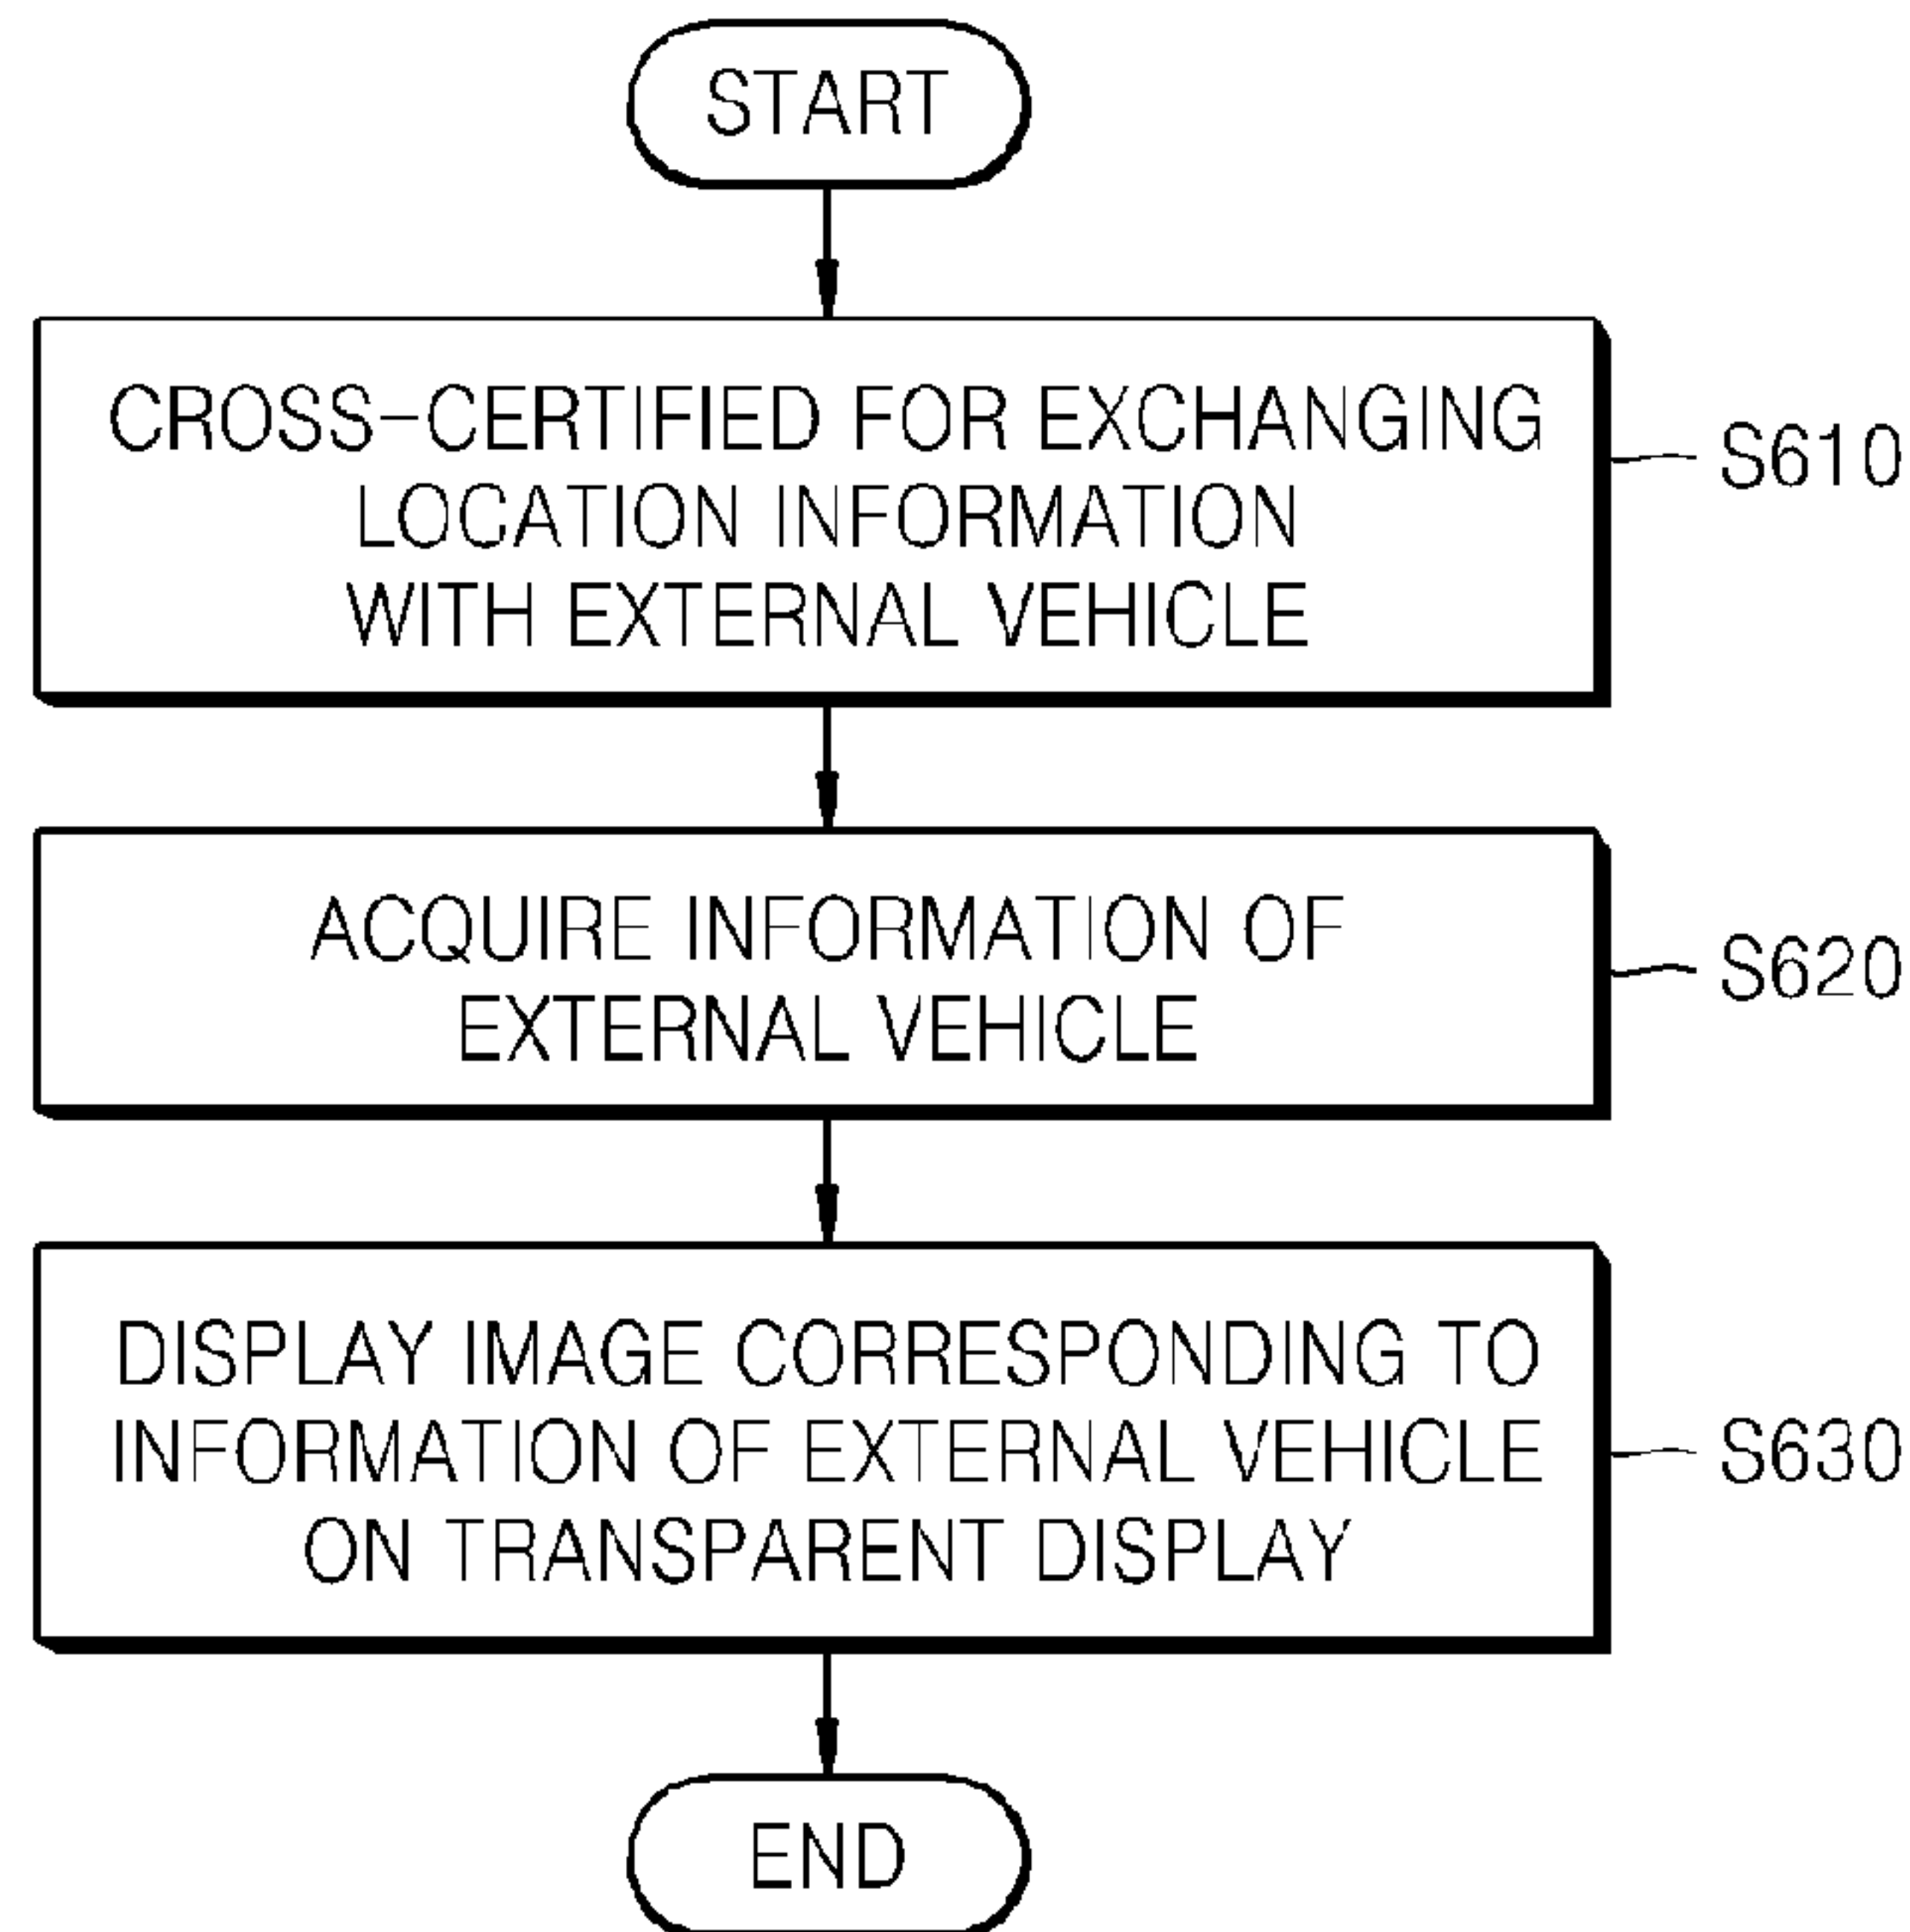 START
CROSS-CERTIFIED FOR EXCHANGING
LOCATION INFORMATION
WITH EXTERNAL VEHICLE
S610
ACQUIRE INFORMATION OF
EXTERNAL VEHICLE
S620
DISPLAY IMAGE CORRESPONDING TO
INFORMATION OF EXTERNAL VEHICLE
ON TRANSPARENT DISPLAY
S630
END